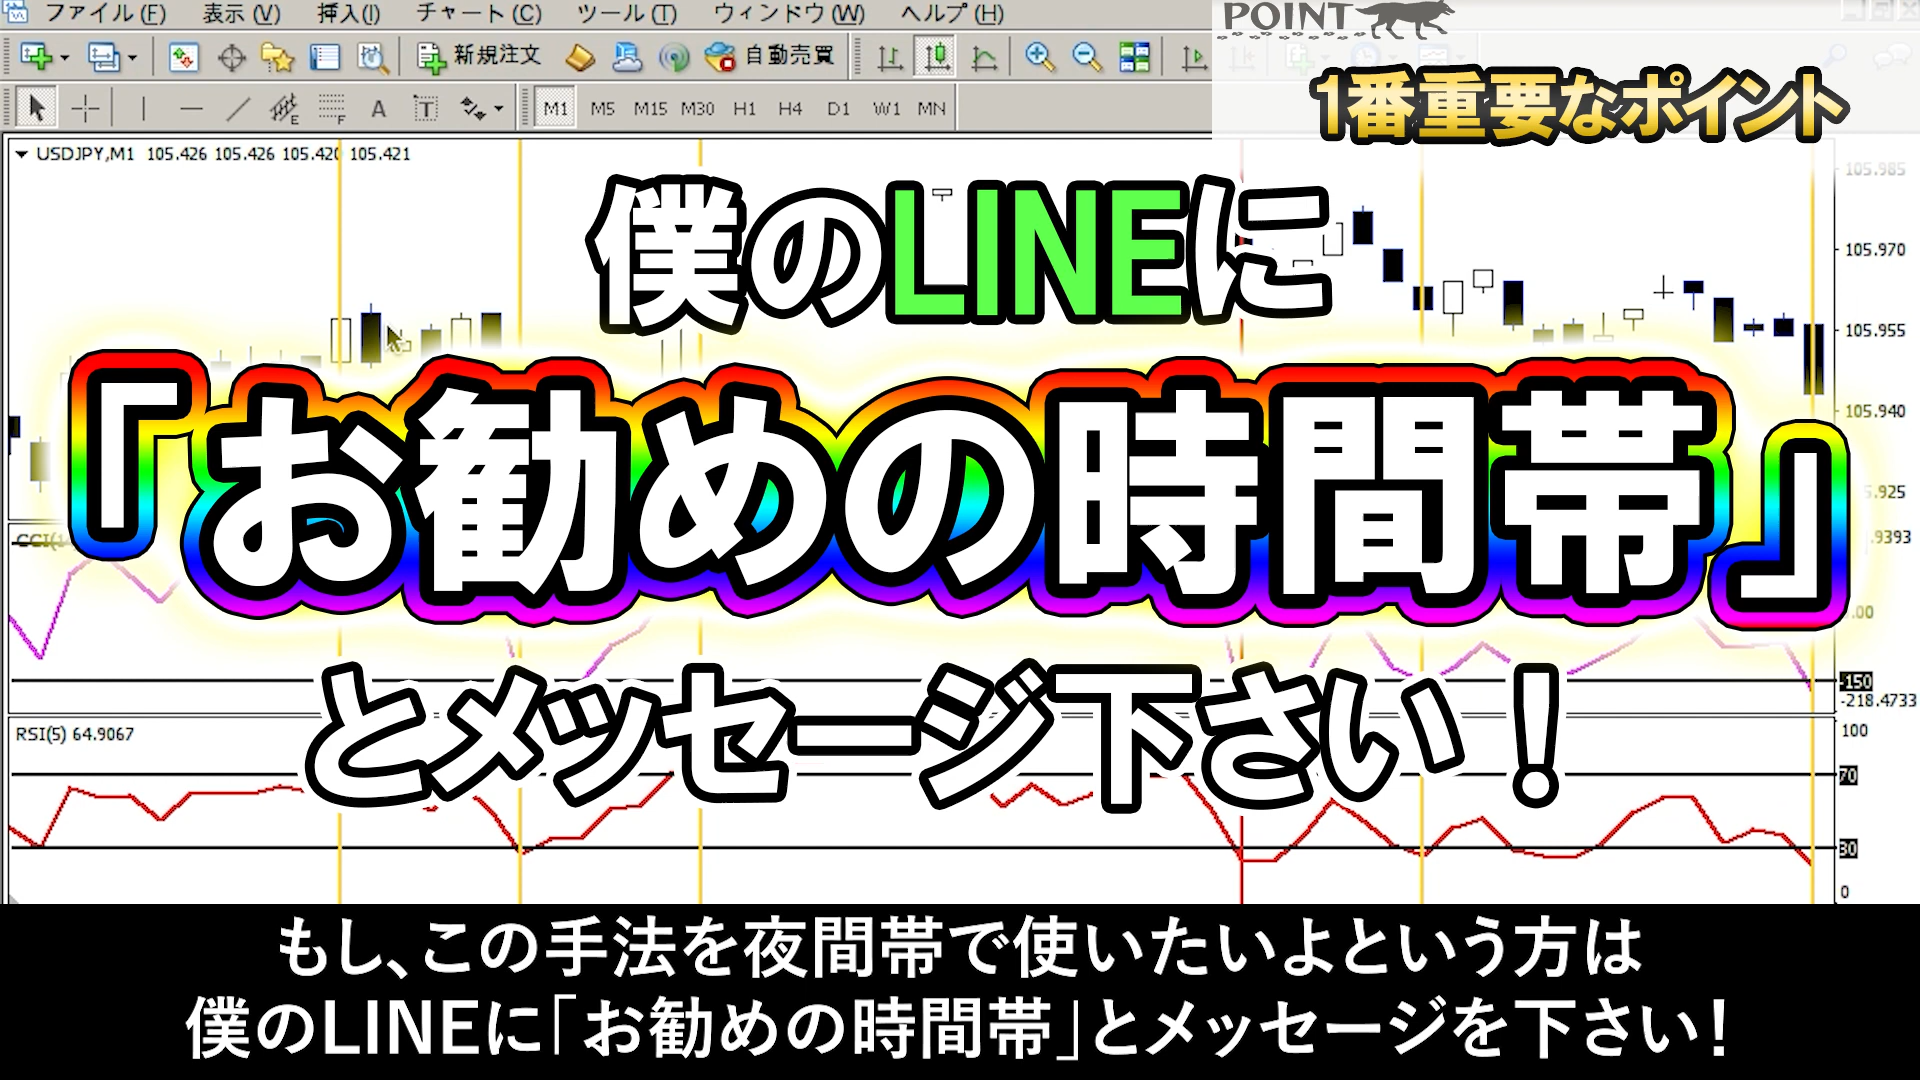 ファイル(F) 表示(V) 挿入(I) チャート(C) ツール(T) ウィンドウ(W) ヘルプ(H)
POINT
新規注文 自動売買
1番重要なポイント
E F A T M1 M5 M15 M30 H1 H4 D1 W1 MN
USDJPY,M1 105.426 105.426 105.420 105.421
105.985
僕のLINEに
105.970
105.955
「お勧めの時間帯」
105.940
とメッセージ下さい！
-150
-218.4733
RSI(5) 64.9067
100
70
30
0
もし、この手法を夜間帯で使いたいよという方は
僕のLINEに「お勧めの時間帯」とメッセージを下さい！